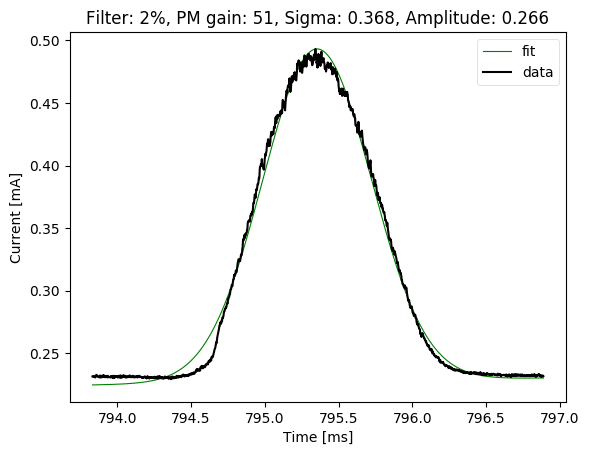 Filter: 2%, PM gain: 51, Sigma: 0.368, Amplitude: 0.266
fit
data
0.50
0.45
0.40
0.35
0.30
0.25
Current [mA]
794.0 794.5 795.0 795.5 796.0 796.5 797.0
Time [ms]